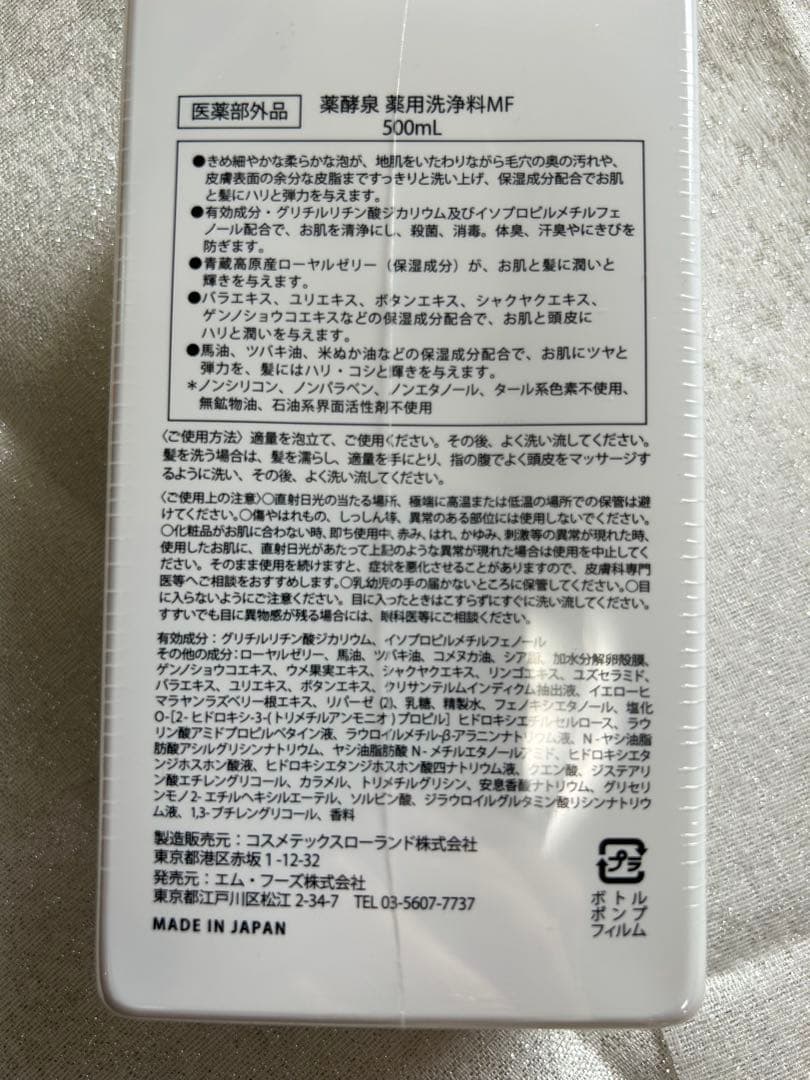 医薬部外品 薬酵泉 薬用洗浄料MF
500mL
●きめ細やかな柔らかな泡が、地肌をいたわりながら毛穴の奥の汚れや、
皮膚表面の余分な皮脂まですっきりと洗い上げ、保湿成分配合でお肌
と髪にハリと弾力を与えます。
●有効成分・グリチルリチン酸ジカリウム及びイソプロピルメチルフェ
ノール配合で、お肌を清浄にし、殺菌、消毒。体臭、汗臭やにきびを
防ぎます。
●青蔵高原産ローヤルゼリー（保湿成分）が、お肌と髪に潤いと
輝きを与えます。
●バラエキス、ユリエキス、ボタンエキス、シャクヤクエキス、
ゲンノショウコエキスなどの保湿成分配合で、お肌と頭皮に
ハリと潤いを与えます。
●馬油、ツバキ油、米ぬか油などの保湿成分配合で、お肌にツヤと
弾力を、髪にはハリ・コシと輝きを与えます。
＊ノンシリコン、ノンパラベン、ノンエタノール、タール系色素不使用、
無鉱物油、石油系界面活性剤不使用
〈ご使用方法〉適量を泡立て、ご使用ください。その後、よく洗い流してください。
髪を洗う場合は、髪を濡らし、適量を手にとり、指の腹でよく頭皮をマッサージす
るように洗い、その後、よく洗い流してください。
〈ご使用上の注意〉○直射日光の当たる場所、極端に高温または低温の場所での保管は避
けてください。○傷やはれもの、しっしん等、異常のある部位には使用しないでください。
○化粧品がお肌に合わない時、即ち使用中、赤み、はれ、かゆみ、刺激等の異常が現れた時、
使用したお肌に、直射日光があたって上記のような異常が現れた場合は使用を中止してく
ださい。そのまま使用を続けますと、症状を悪化させることがありますので、皮膚科専門
医等へご相談をおすすめします。○乳幼児の手の届かないところに保管してください。○目
に入らないようにご注意ください。目に入ったときはこすらずにすぐに洗い流してください。
すすいでも目に異物感が残る場合には、眼科医等にご相談ください。
有効成分：グリチルリチン酸ジカリウム、イソプロピルメチルフェノール
その他の成分：ローヤルゼリー、馬油、ツバキ油、コメヌカ油、シア脂、加水分解卵殻膜、
ゲンノショウコエキス、ウメ果実エキス、シャクヤクエキス、リンゴエキス、ユズセラミド、
バラエキス、ユリエキス、ボタンエキス、クリサンテルムインディクム抽出液、イエローヒ
マラヤンラズベリー根エキス、リパーゼ (2)、乳糖、精製水、フェノキシエタノール、塩化
O-[2-ヒドロキシ-3-(トリメチルアンモニオ)プロピル] ヒドロキシエチルセルロース、ラウ
リン酸アミドプロピルベタイン液、ラウロイルメチル-β-アラニンナトリウム液、N-ヤシ油脂
肪酸アシルグリシンナトリウム、ヤシ油脂肪酸 N-メチルエタノールアミド、ヒドロキシエタ
ンジホスホン酸液、ヒドロキシエタンジホスホン酸四ナトリウム液、クエン酸、ジステアリ
ン酸エチレングリコール、カラメル、トリメチルグリシン、安息香酸ナトリウム、グリセリ
ンモノ2-エチルヘキシルエーテル、ソルビン酸、ジラウロイルグルタミン酸リシンナトリウ
ム液、1,3-ブチレングリコール、香料
製造販売元：コスメテックスローランド株式会社
東京都港区赤坂 1-12-32
発売元：エム・フーズ株式会社
東京都江戸川区松江 2-34-7 TEL 03-5607-7737
MADE IN JAPAN
プラ
ボトル
ポンプ
フィルム